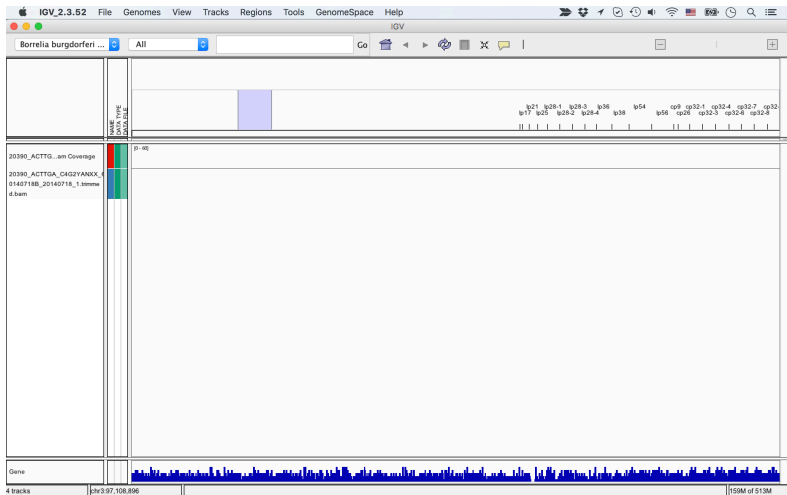 IGV_2.3.52 File Genomes View Tracks Regions Tools GenomeSpace Help
IGV
Borrelia burgdorferi ... All Go
NAME
DATA TYPE
DATA FILE
lp21 lp28-1 lp28-3 lp36 lp54 cp9 cp32-1 cp32-4 cp32-7 cp32-
lp17 lp25 lp28-2 lp28-4 lp38 lp56 cp26 cp32-3 cp32-6 cp32-8
20390_ACTTG...am Coverage
[0 - 60]
20390_ACTTGA_C4G2YANXX_
0140718B_20140718_1.trimme
d.bam
Gene
4 tracks chr3:97,108,896 159M of 513M